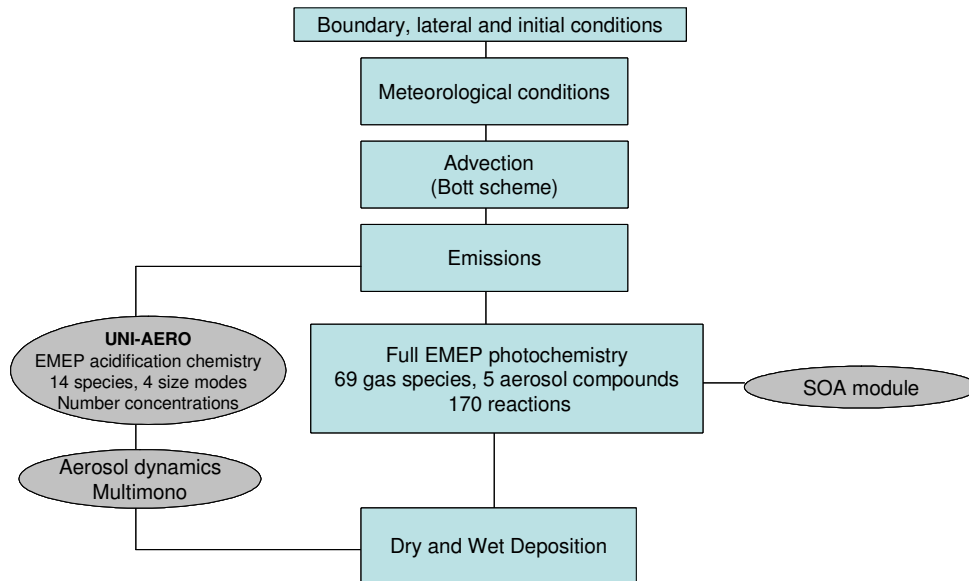 Boundary, lateral and initial conditions
Meteorological conditions
Advection
(Bott scheme)
Emissions
UNI-AERO
EMEP acidification chemistry
14 species, 4 size modes
Number concentrations
Full EMEP photochemistry
69 gas species, 5 aerosol compounds
170 reactions
SOA module
Aerosol dynamics
Multimono
Dry and Wet Deposition